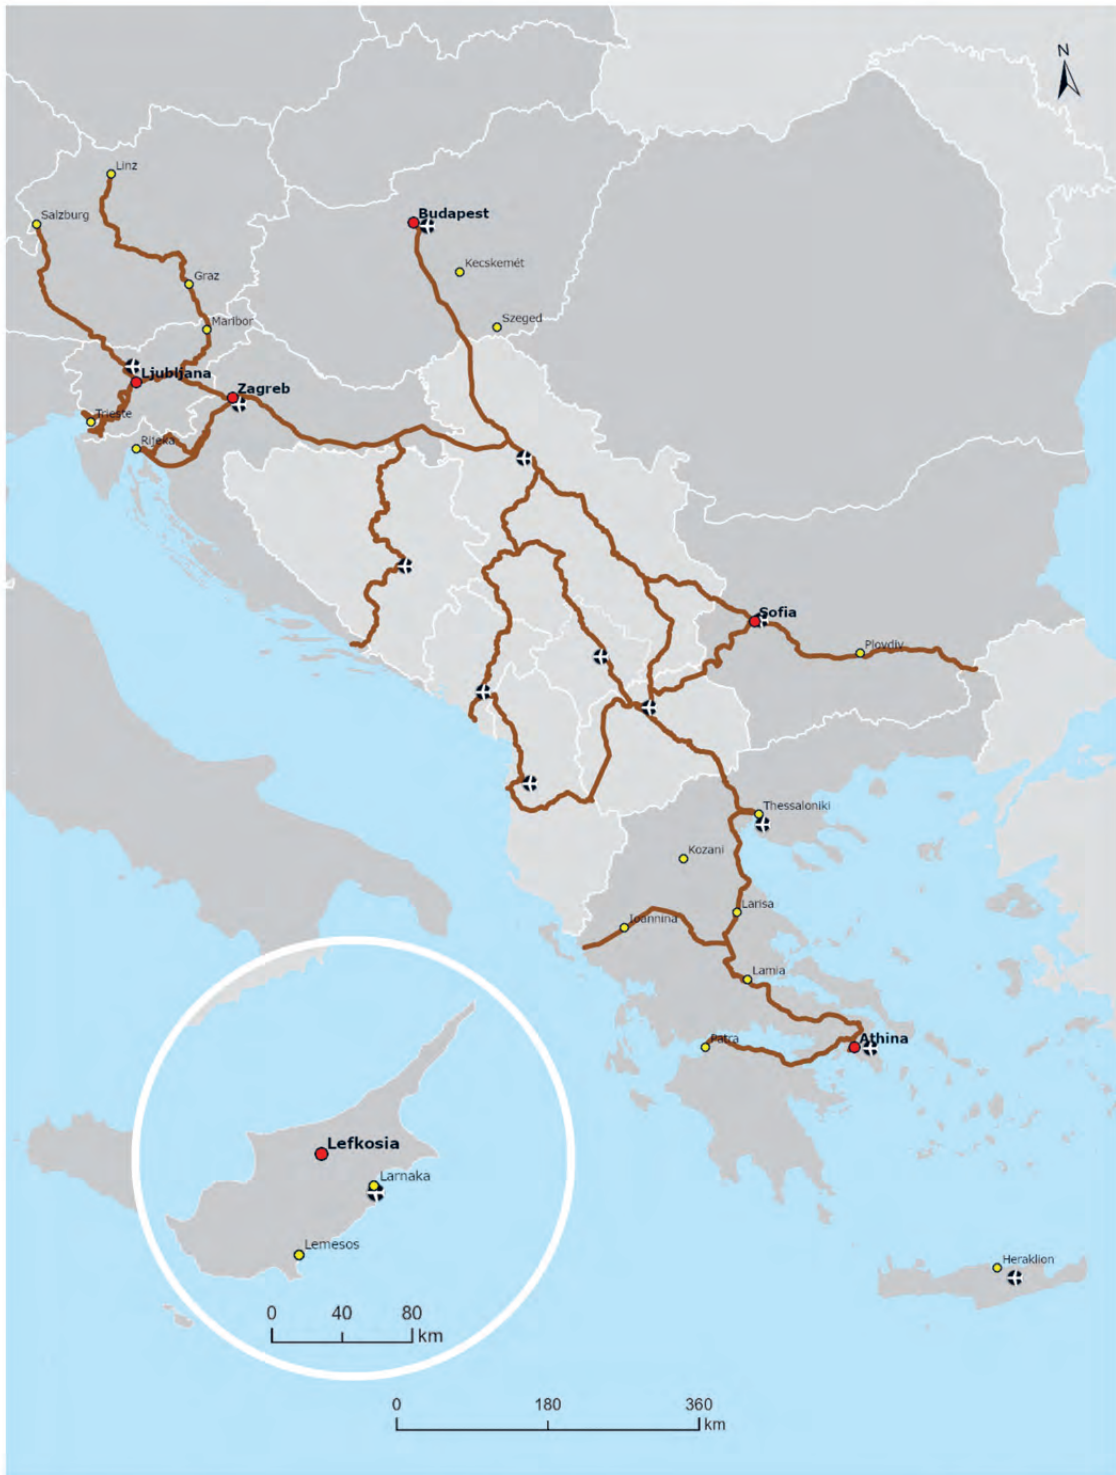 N
Linz
Salzburg
Budapest
Kecskemét
Graz
Szeged
Maribor
Ljubljana
Zagreb
Trieste
Rijeka
Sofia
Plovdiv
Thessaloniki
Kozani
Larisa
Ioannina
Lamia
Patra
Athina
Lefkosia
Larnaka
Lemesos
Heraklion
0 40 80
km
0 180 360
km